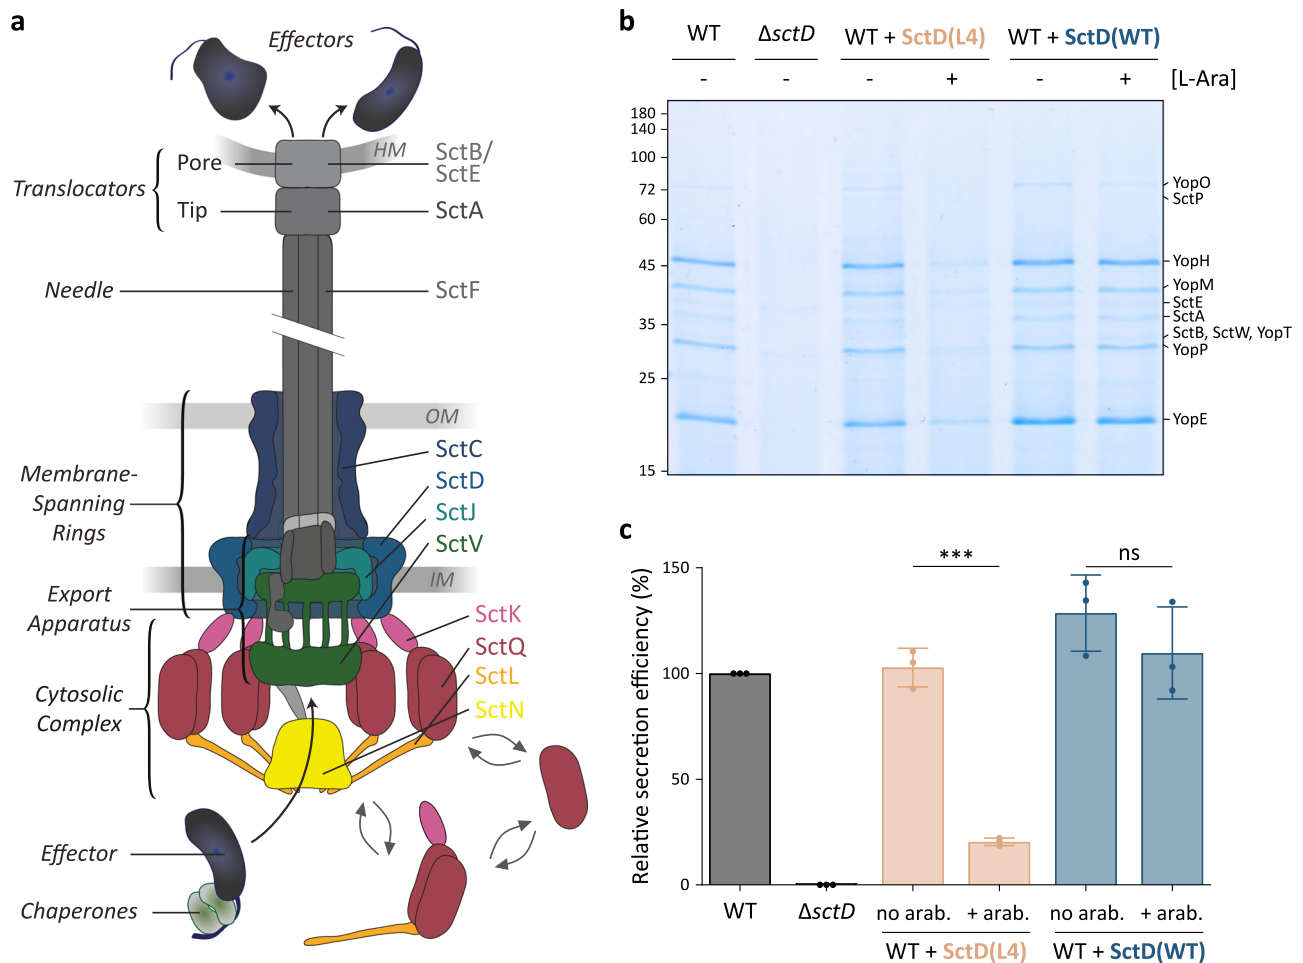 a
Effectors
HM
Pore
SctB/
SctE
Translocators
Tip
SctA
Needle
SctF
OM
SctC
Membrane-
Spanning
Rings
SctD
SctJ
SctV
IM
Export
Apparatus
SctK
SctQ
SctL
SctN
Cytosolic
Complex
Effector
Chaperones
b
WT
ΔsctD
WT + SctD(L4)
WT + SctD(WT)
- - - + - + [L-Ara]
180
140
100
72
60
45
35
25
15
YopO
SctP
YopH
YopM
SctE
SctA
SctB, SctW, YopT
YopP
YopE
c
Relative secretion efficiency (%)
150
100
50
0
***
ns
WT
ΔsctD
no arab.
+ arab.
no arab.
+ arab.
WT + SctD(L4)
WT + SctD(WT)